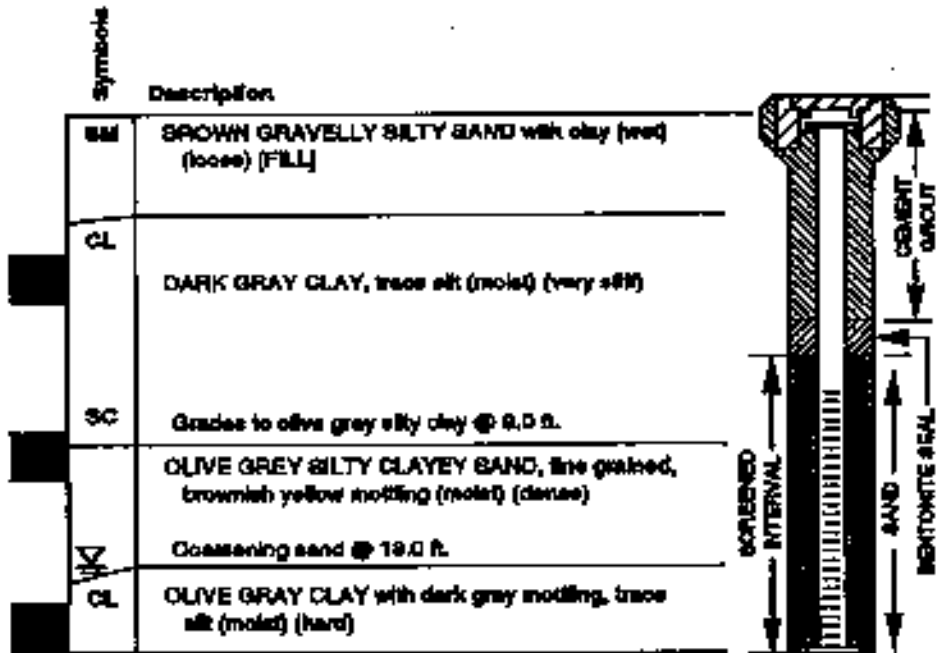 Symbols
Description
SM
BROWN GRAVELLY SILTY SAND with clay (wet)
(loose) [FILL]
CL
DARK GRAY CLAY, trace silt (moist) (very stiff)
SC
Grades to olive gray silty clay @ 9.0 ft.
OLIVE GREY SILTY CLAYEY SAND, fine grained,
brownish yellow mottling (moist) (dense)
Coarsening sand @ 13.0 ft.
CL
OLIVE GRAY CLAY with dark gray mottling, trace
silt (moist) (hard)
CEMENT
GROUT
SCREENED
INTERVAL
SAND
BENTONITE SEAL